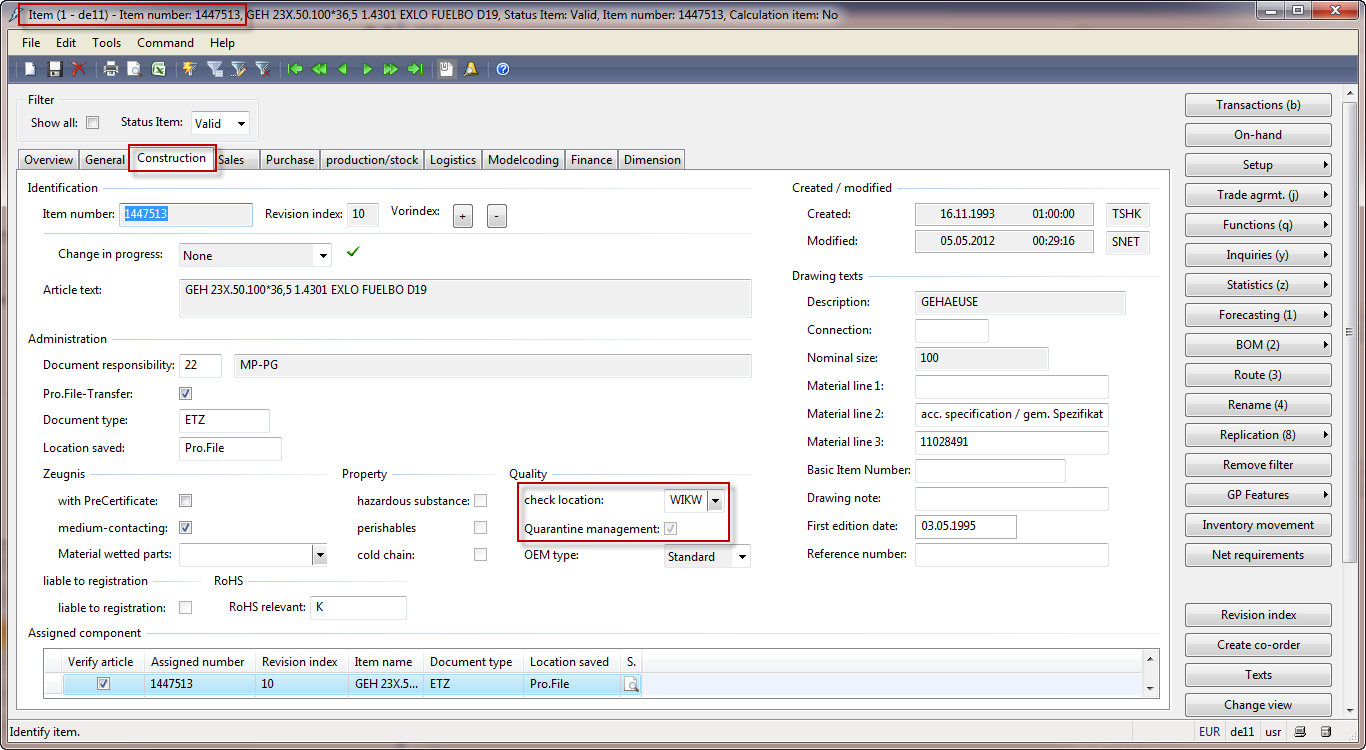 Item (1 - de11) - Item number: 1447513, GEH 23X.50.100*36,5 1.4301 EXLO FUELBO D19, Status Item: Valid, Item number: 1447513, Calculation item: No
File Edit Tools Command Help
Filter
Show all: Status Item: Valid
Overview General Construction Sales Purchase production/stock Logistics Modelcoding Finance Dimension
Identification
Item number: 1447513 Revision index: 10 Vorindex: + -
Change in progress: None
Article text: GEH 23X.50.100*36,5 1.4301 EXLO FUELBO D19
Administration
Document responsibility: 22 MP-PG
Pro.File-Transfer:
Document type: ETZ
Location saved: Pro.File
Zeugnis
with PreCertificate:
medium-contacting:
Material wetted parts:
Property
hazardous substance:
perishables
cold chain:
Quality
check location: WIKW
Quarantine management:
OEM type: Standard
liable to registration
liable to registration:
RoHS
RoHS relevant: K
Created / modified
Created: 16.11.1993 01:00:00 TSHK
Modified: 05.05.2012 00:29:16 SNET
Drawing texts
Description: GEHAEUSE
Connection:
Nominal size: 100
Material line 1:
Material line 2: acc. specification / gem. Spezifikat
Material line 3: 11028491
Basic Item Number:
Drawing note:
First edition date: 03.05.1995
Reference number:
Assigned component
Verify article Assigned number Revision index Item name Document type Location saved S.
1447513 10 GEH 23X.5... ETZ Pro.File
Transactions (b)
On-hand
Setup
Trade agrmt. (j)
Functions (q)
Inquiries (y)
Statistics (z)
Forecasting (1)
BOM (2)
Route (3)
Rename (4)
Replication (8)
Remove filter
GP Features
Inventory movement
Net requirements
Revision index
Create co-order
Texts
Change view
Identify item. EUR de11 usr